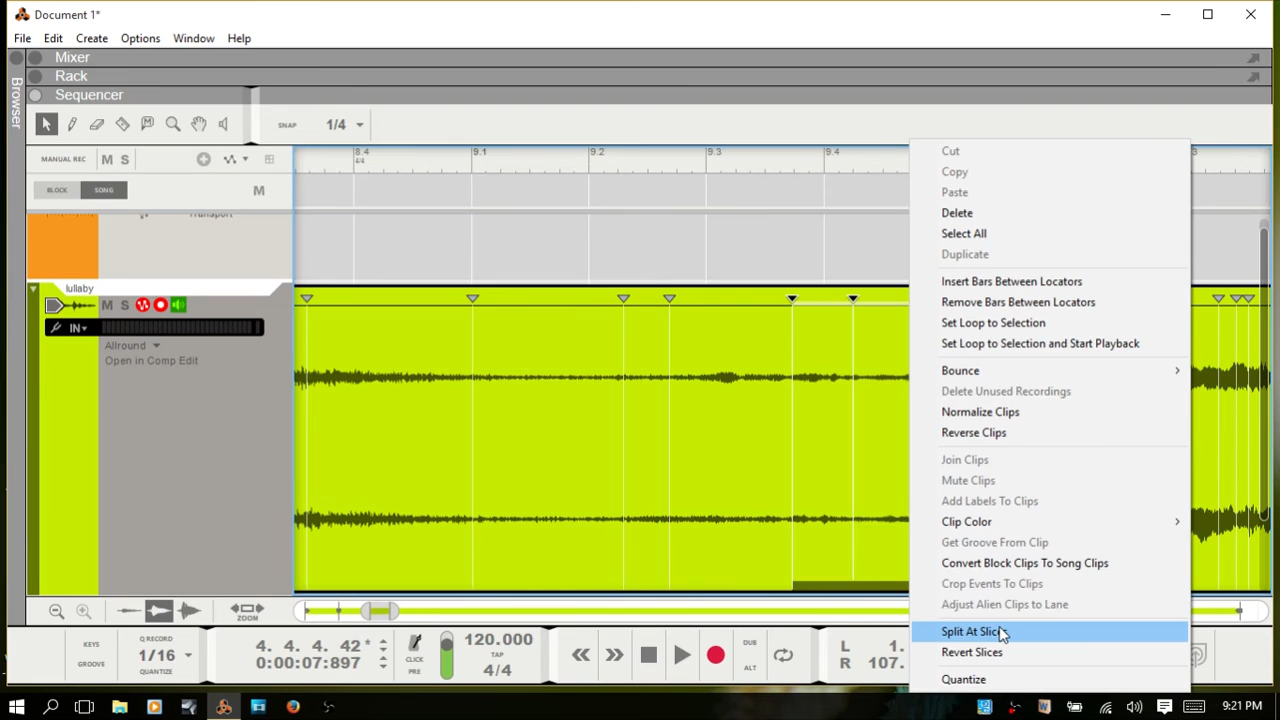 Document 1*
File Edit Create Options Window Help
Browser
Mixer
Rack
Sequencer
SNAP 1/4
MANUAL REC M S
8.4 9.1 9.2 9.3 9.4
4/4
BLOCK SONG M
Transport
lullaby
M S
IN
Allround
Open in Comp Edit
Cut
Copy
Paste
Delete
Select All
Duplicate
Insert Bars Between Locators
Remove Bars Between Locators
Set Loop to Selection
Set Loop to Selection and Start Playback
Bounce
Delete Unused Recordings
Normalize Clips
Reverse Clips
Join Clips
Mute Clips
Add Labels To Clips
Clip Color
Get Groove From Clip
Convert Block Clips To Song Clips
Crop Events To Clips
Adjust Alien Clips to Lane
Split At Slices
Revert Slices
Quantize
ZOOM
KEYS
GROOVE
Q RECORD
1/16
QUANTIZE
4. 4. 4. 42 *
0:00:07:897
CLICK
PRE
120.000
TAP
4/4
DUB
ALT
L 1.
R 107.
9:21 PM